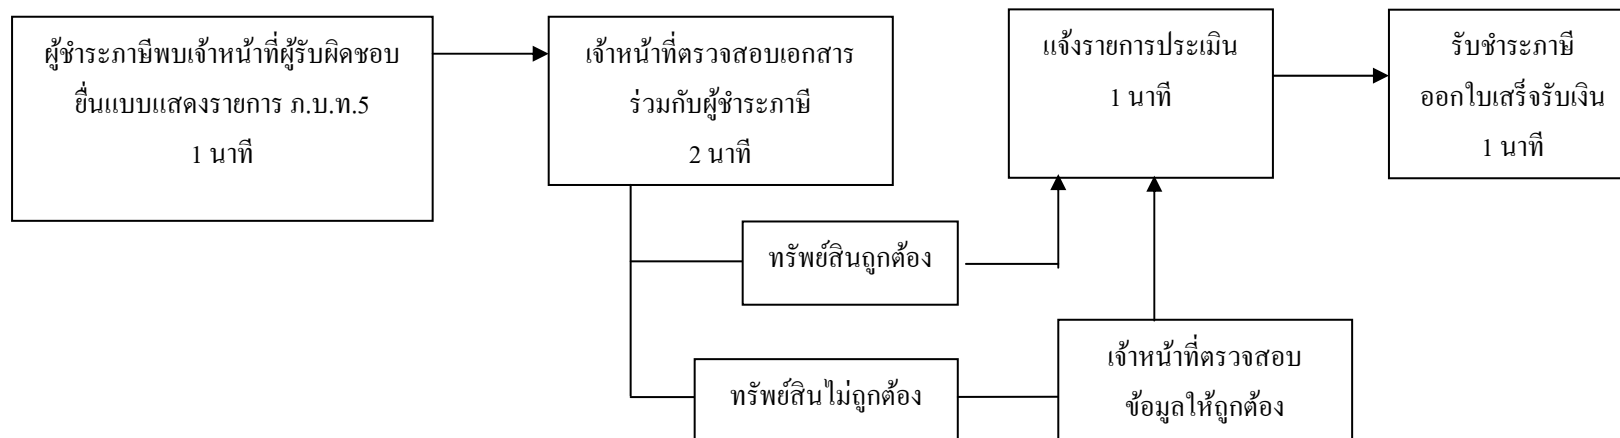 ผู้ชำระภาษีพบเจ้าหน้าที่ผู้รับผิดชอบ
ยื่นแบบแสดงรายการ ภ.บ.ท.5
1 นาที
เจ้าหน้าที่ตรวจสอบเอกสาร
ร่วมกับผู้ชำระภาษี
2 นาที
แจ้งรายการประเมิน
1 นาที
รับชำระภาษี
ออกใบเสร็จรับเงิน
1 นาที
ทรัพย์สินถูกต้อง
ทรัพย์สินไม่ถูกต้อง
เจ้าหน้าที่ตรวจสอบ
ข้อมูลให้ถูกต้อง